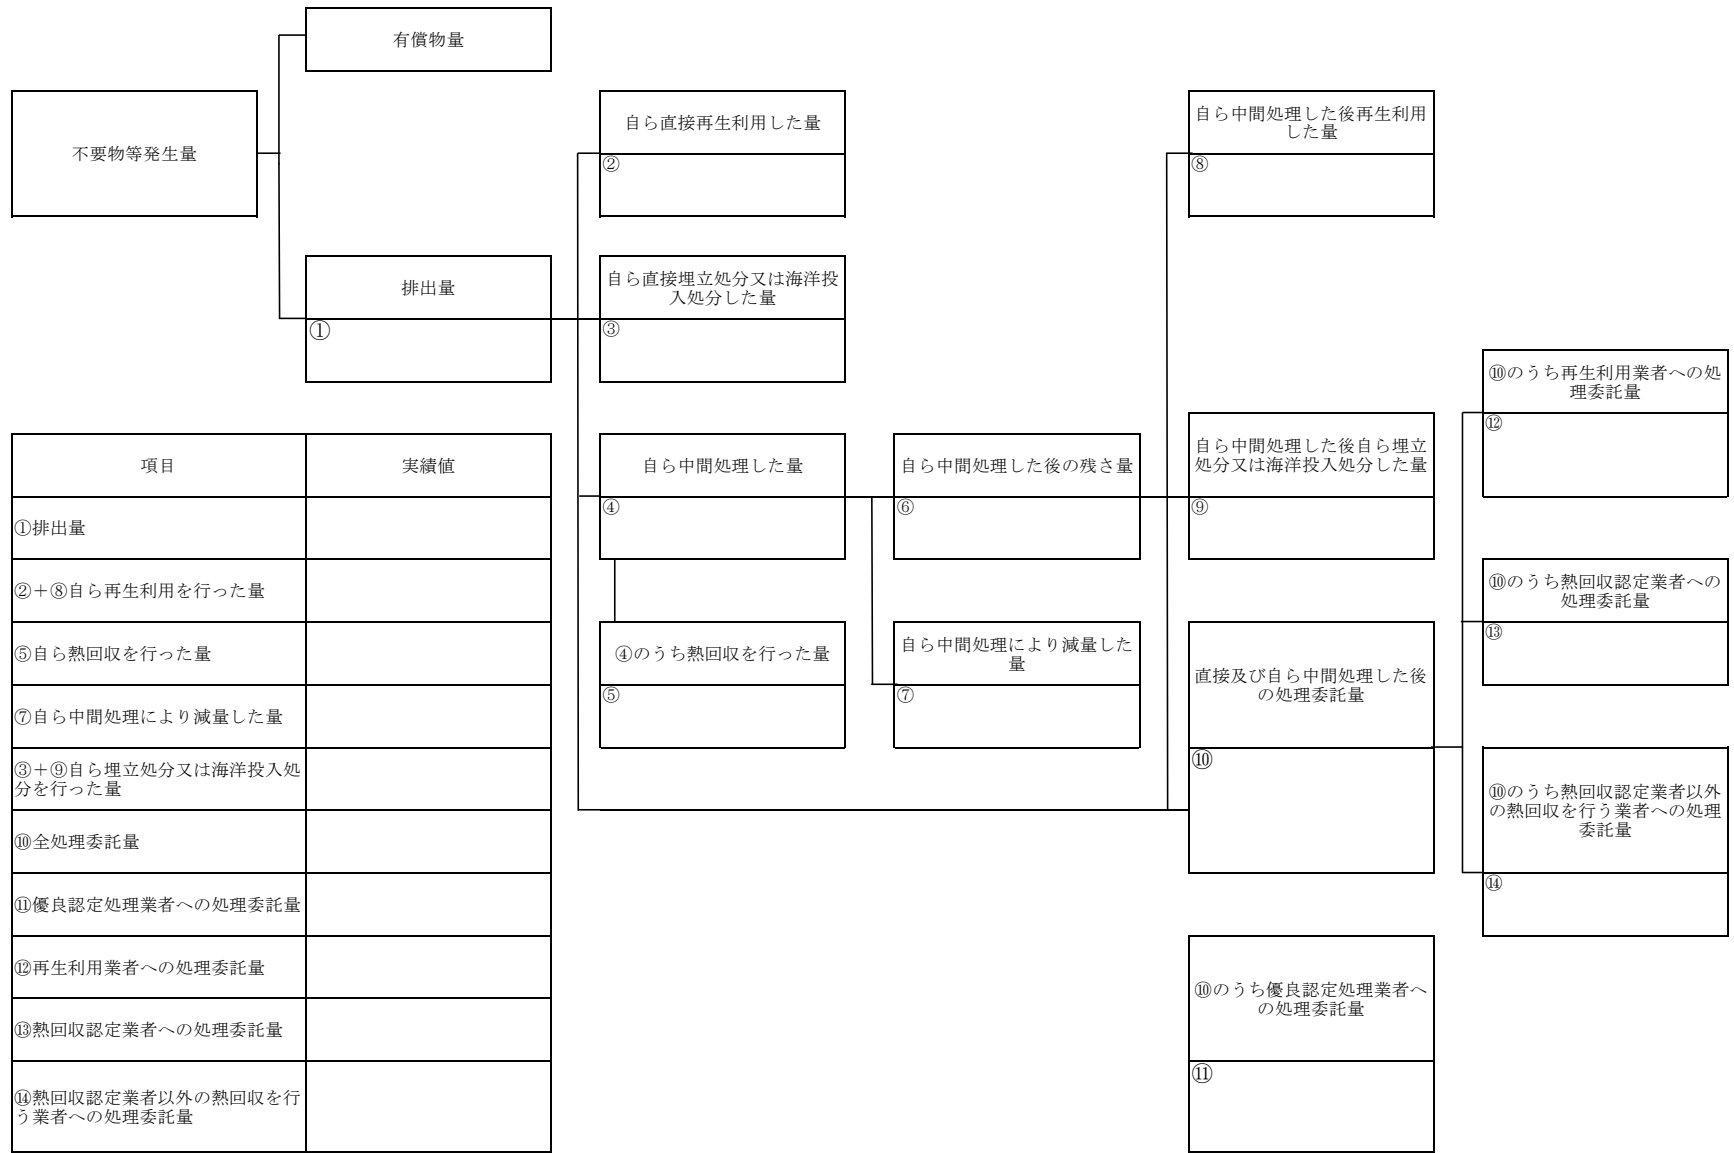 有償物量
不要物等発生量
自ら直接再生利用した量
②
自ら中間処理した後再生利用
した量
⑧
排出量
①
自ら直接埋立処分又は海洋投
入処分した量
③
⑩のうち再生利用業者への処
理委託量
⑫
自ら中間処理した量
④
自ら中間処理した後の残さ量
⑥
自ら中間処理した後自ら埋立
処分又は海洋投入処分した量
⑨
⑩のうち熱回収認定業者への
処理委託量
⑬
④のうち熱回収を行った量
⑤
自ら中間処理により減量した
量
⑦
直接及び自ら中間処理した後
の処理委託量
⑩
⑩のうち熱回収認定業者以外
の熱回収を行う業者への処理
委託量
⑭
⑩のうち優良認定処理業者へ
の処理委託量
⑪
項目
実績値
①排出量
②＋⑧自ら再生利用を行った量
⑤自ら熱回収を行った量
⑦自ら中間処理により減量した量
③＋⑨自ら埋立処分又は海洋投入処
分を行った量
⑩全処理委託量
⑪優良認定処理業者への処理委託量
⑫再生利用業者への処理委託量
⑬熱回収認定業者への処理委託量
⑭熱回収認定業者以外の熱回収を行
う業者への処理委託量